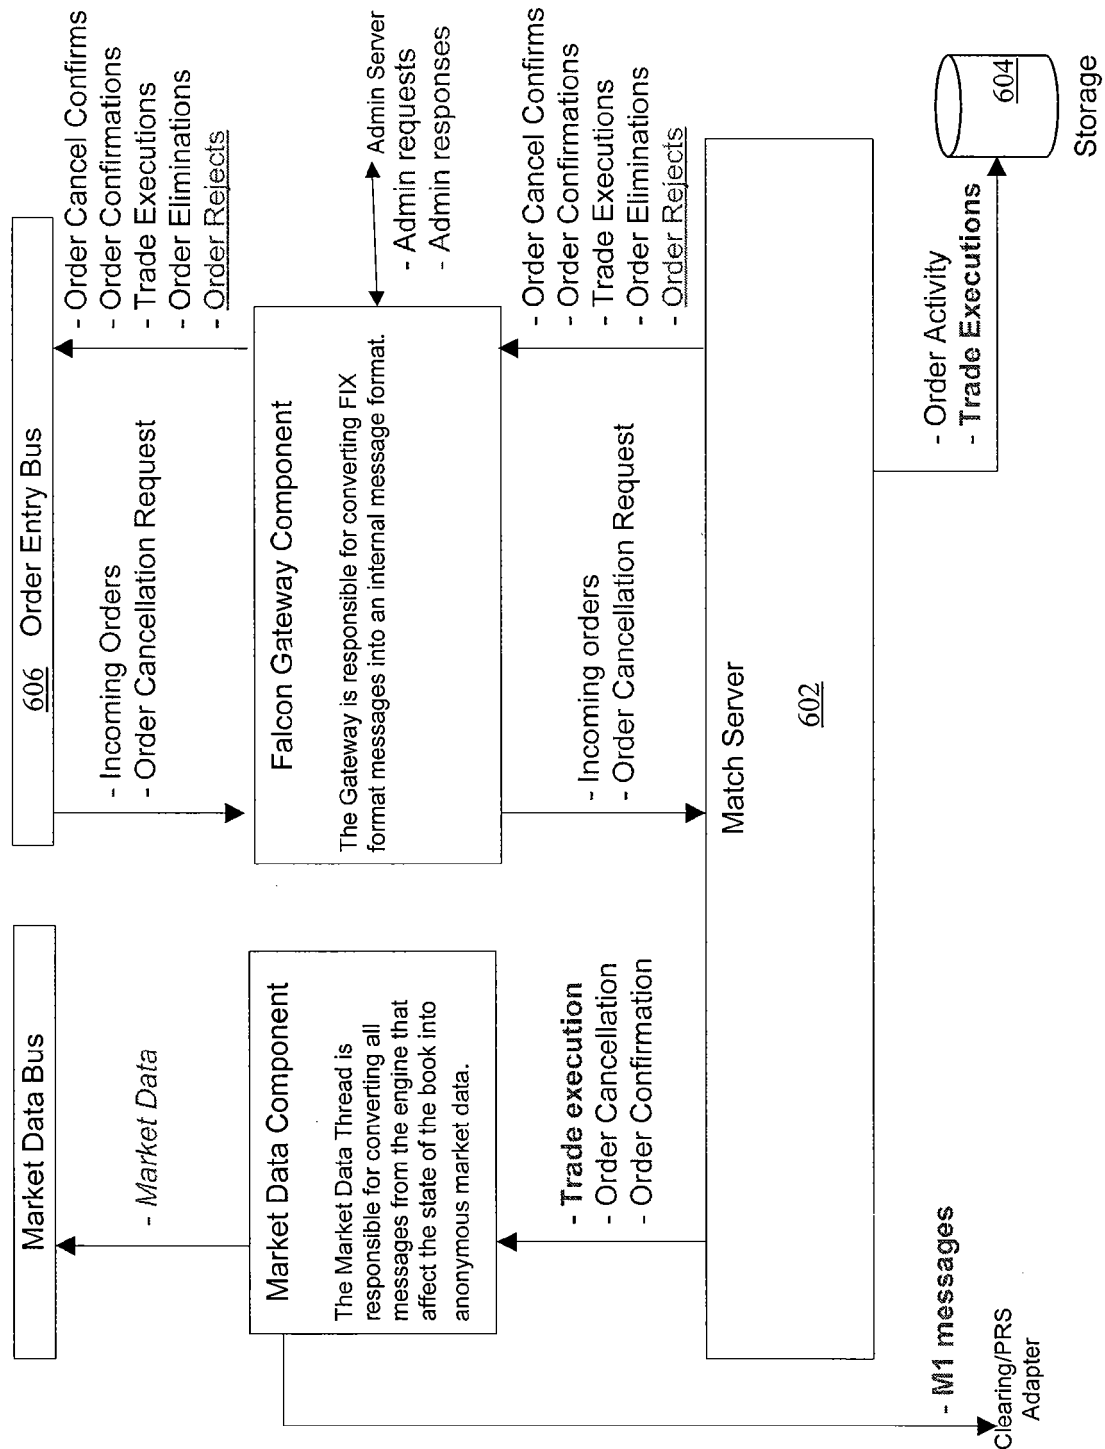 Market Data Bus
606 Order Entry Bus
- Market Data
- Incoming Orders
- Order Cancellation Request
- Order Cancel Confirms
- Order Confirmations
- Trade Executions
- Order Eliminations
- Order Rejects
Market Data Component
The Market Data Thread is
responsible for converting all
messages from the engine that
affect the state of the book into
anonymous market data.
Falcon Gateway Component
The Gateway is responsible for converting FIX
format messages into an internal message format.
Admin Server
- Admin requests
- Admin responses
- Trade execution
- Order Cancellation
- Order Confirmation
- Incoming orders
- Order Cancellation Request
- Order Cancel Confirms
- Order Confirmations
- Trade Executions
- Order Eliminations
- Order Rejects
Match Server
602
- M1 messages
Clearing/PRS
Adapter
- Order Activity
- Trade Executions
604
Storage